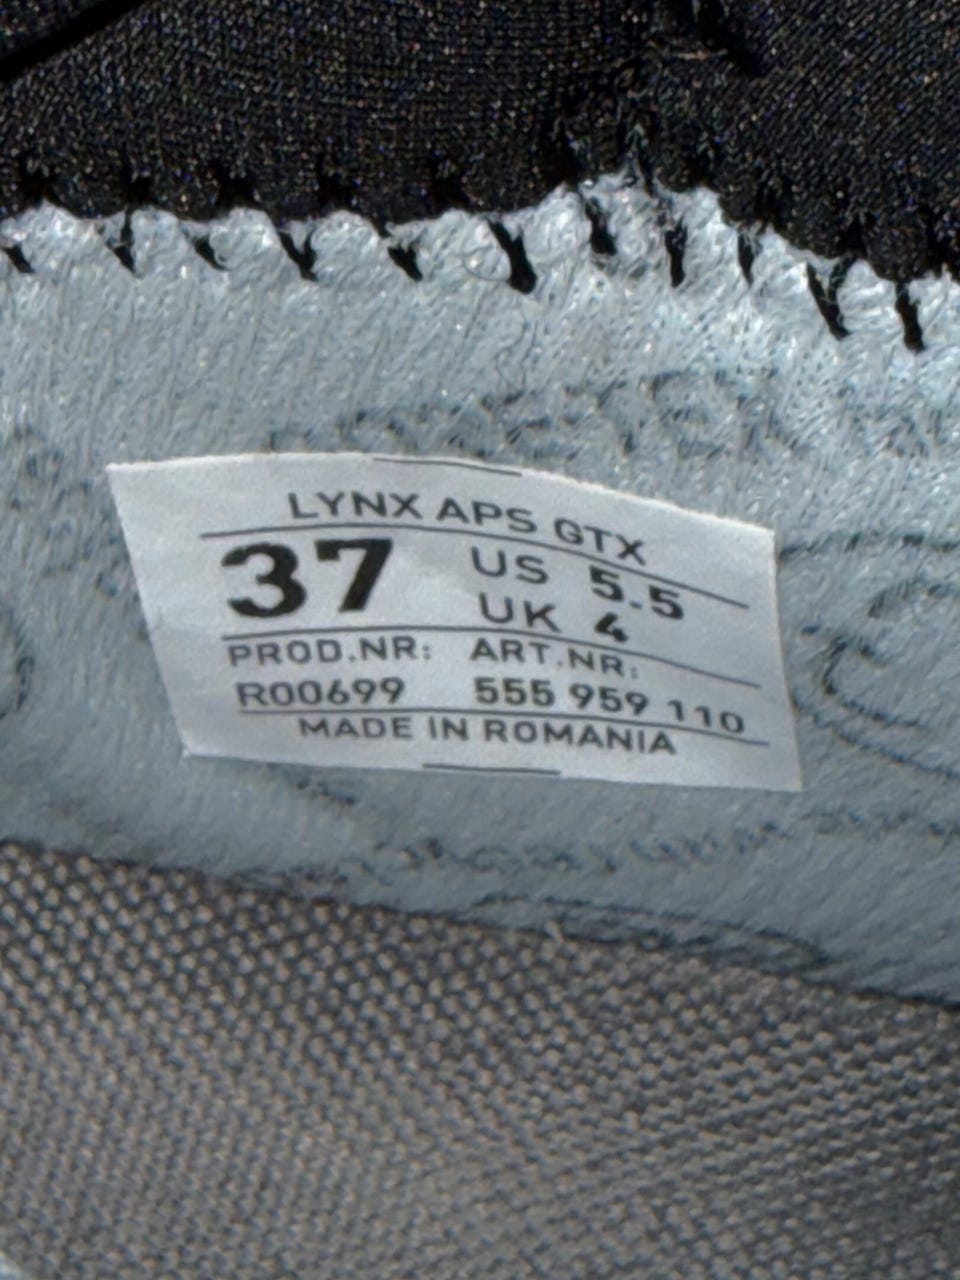 LYNX APS GTX
37 US 5.5
UK 4
PROD.NR: ART.NR:
R00699 555 959 110
MADE IN ROMANIA